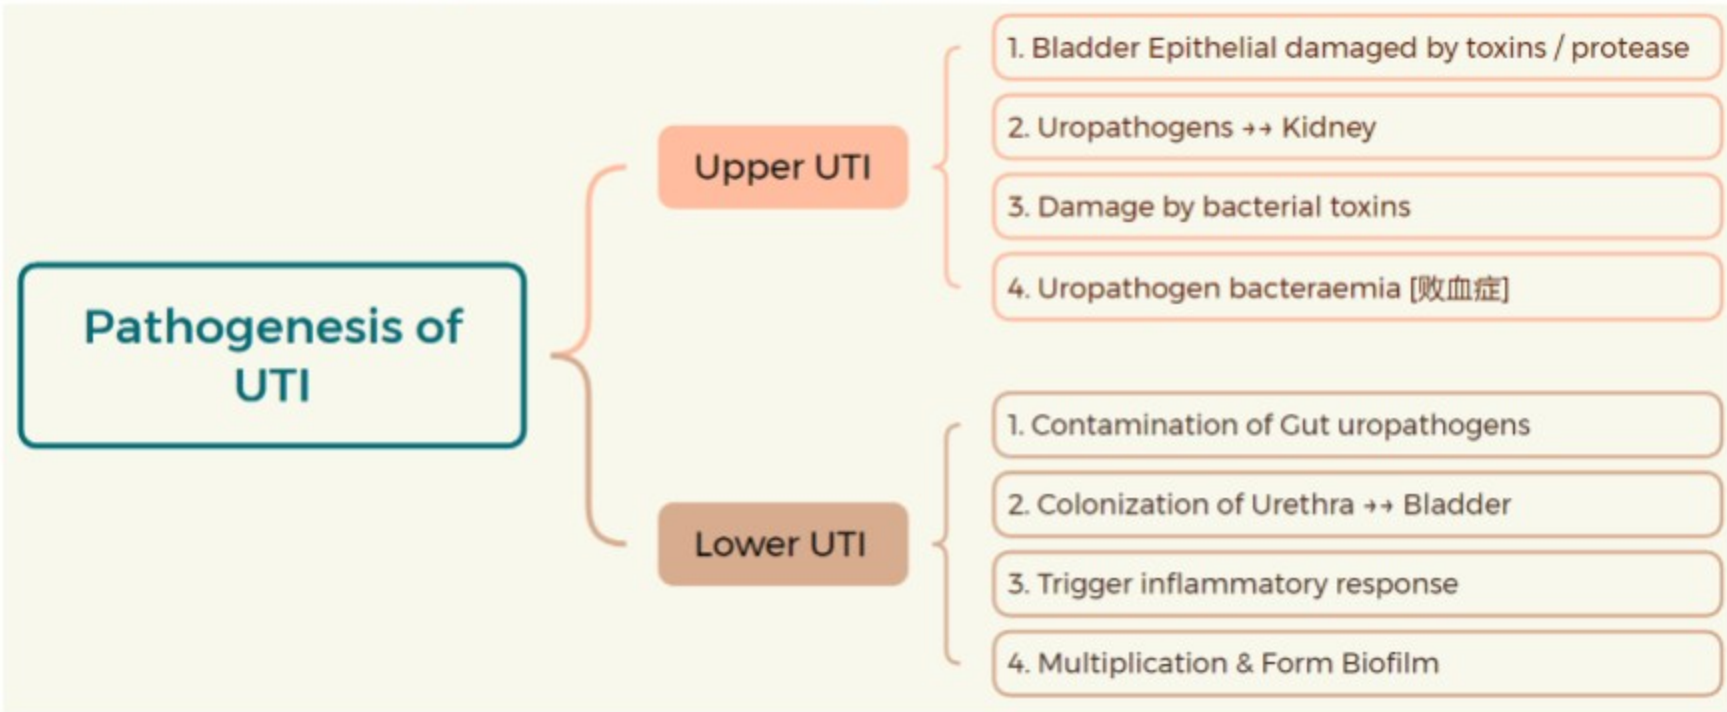 Pathogenesis of
UTI
Upper UTI
1. Bladder Epithelial damaged by toxins / protease
2. Uropathogens →→ Kidney
3. Damage by bacterial toxins
4. Uropathogen bacteraemia [败血症]
Lower UTI
1. Contamination of Gut uropathogens
2. Colonization of Urethra →→ Bladder
3. Trigger inflammatory response
4. Multiplication & Form Biofilm